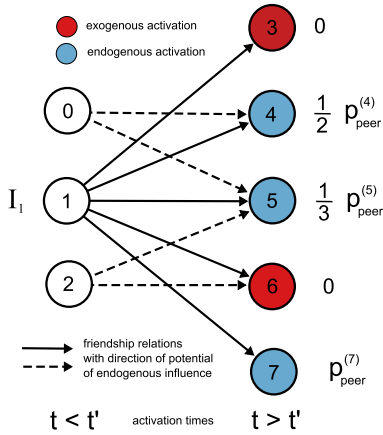 exogenous activation
endogenous activation
3 0
0 4 1/2 p_peer^(4)
I₁ 1 5 1/3 p_peer^(5)
2 6 0
friendship relations
with direction of potential
of endogenous influence
7 p_peer^(7)
t < t' activation times t > t'